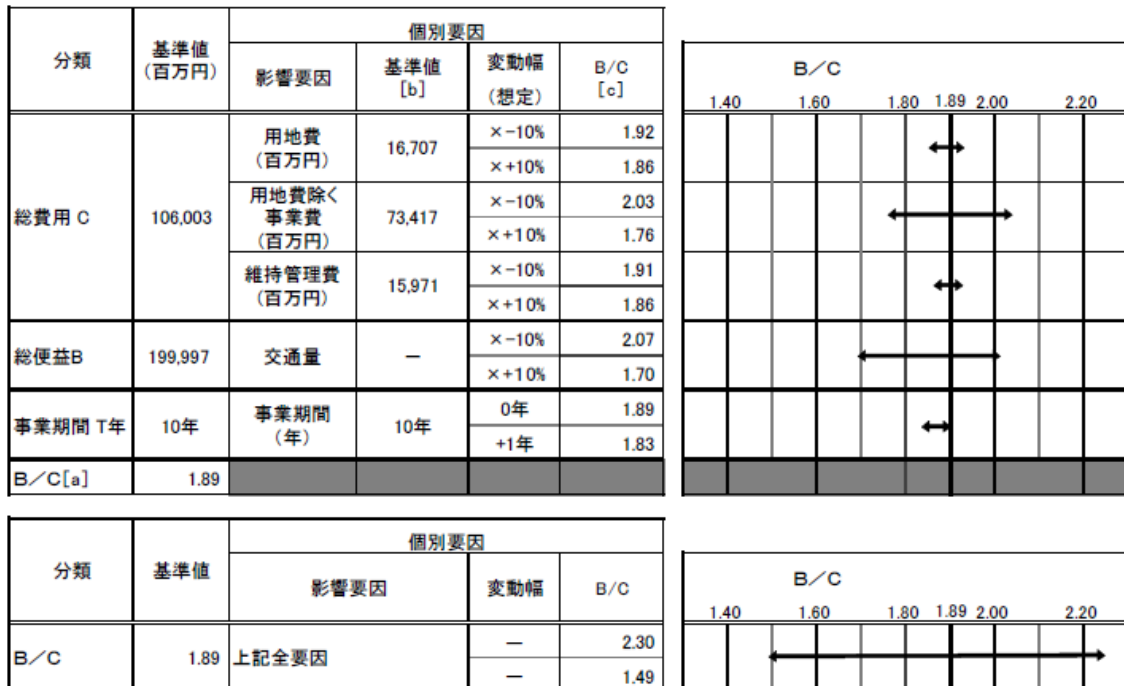 個別要因
分類 基準値
（百万円） 影響要因 基準値
[b] 変動幅
（想定） B/C
[c]
B／C
1.40 1.60 1.80 1.89 2.00 2.20
総費用 C 106,003 用地費
（百万円） 16,707 ×-10% 1.92
×+10% 1.86
用地費除く
事業費
（百万円） 73,417 ×-10% 2.03
×+10% 1.76
維持管理費
（百万円） 15,971 ×-10% 1.91
×+10% 1.86
総便益B 199,997 交通量 － ×-10% 2.07
×+10% 1.70
事業期間 T年 10年 事業期間
（年） 10年 0年 1.89
+1年 1.83
B／C[a] 1.89
個別要因
分類 基準値 影響要因 変動幅 B/C
B／C
1.40 1.60 1.80 1.89 2.00 2.20
B／C 1.89 上記全要因 － 2.30
－ 1.49